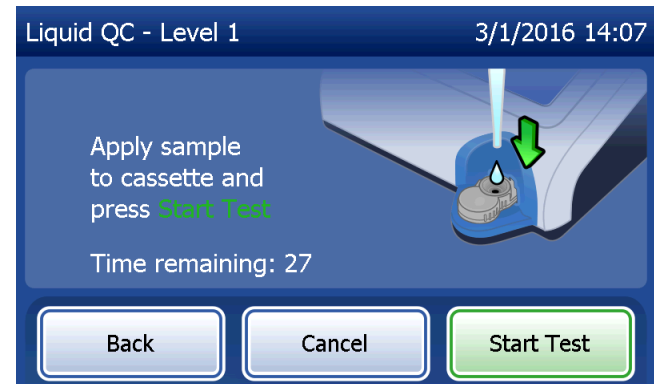 Liquid QC - Level 1 3/1/2016 14:07
Apply sample
to cassette and
press Start Test
Time remaining: 27
Back Cancel Start Test